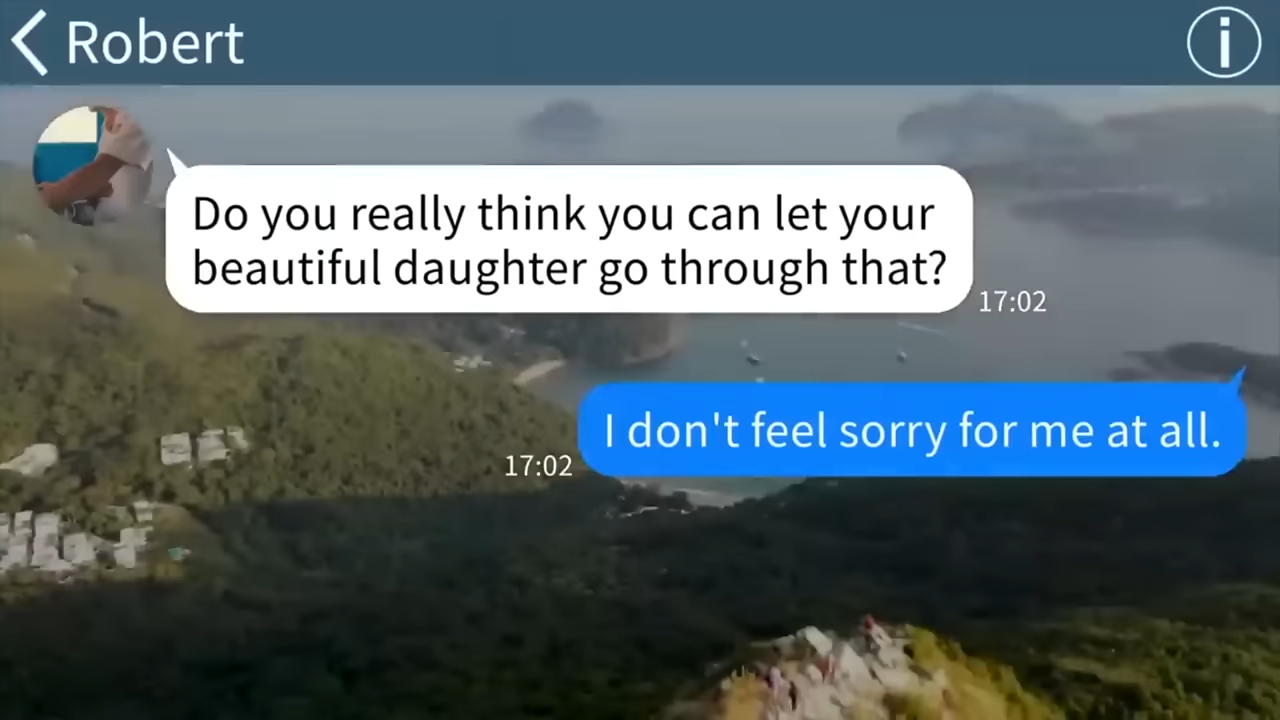 Robert
Do you really think you can let your
beautiful daughter go through that?
17:02
I don't feel sorry for me at all.
17:02